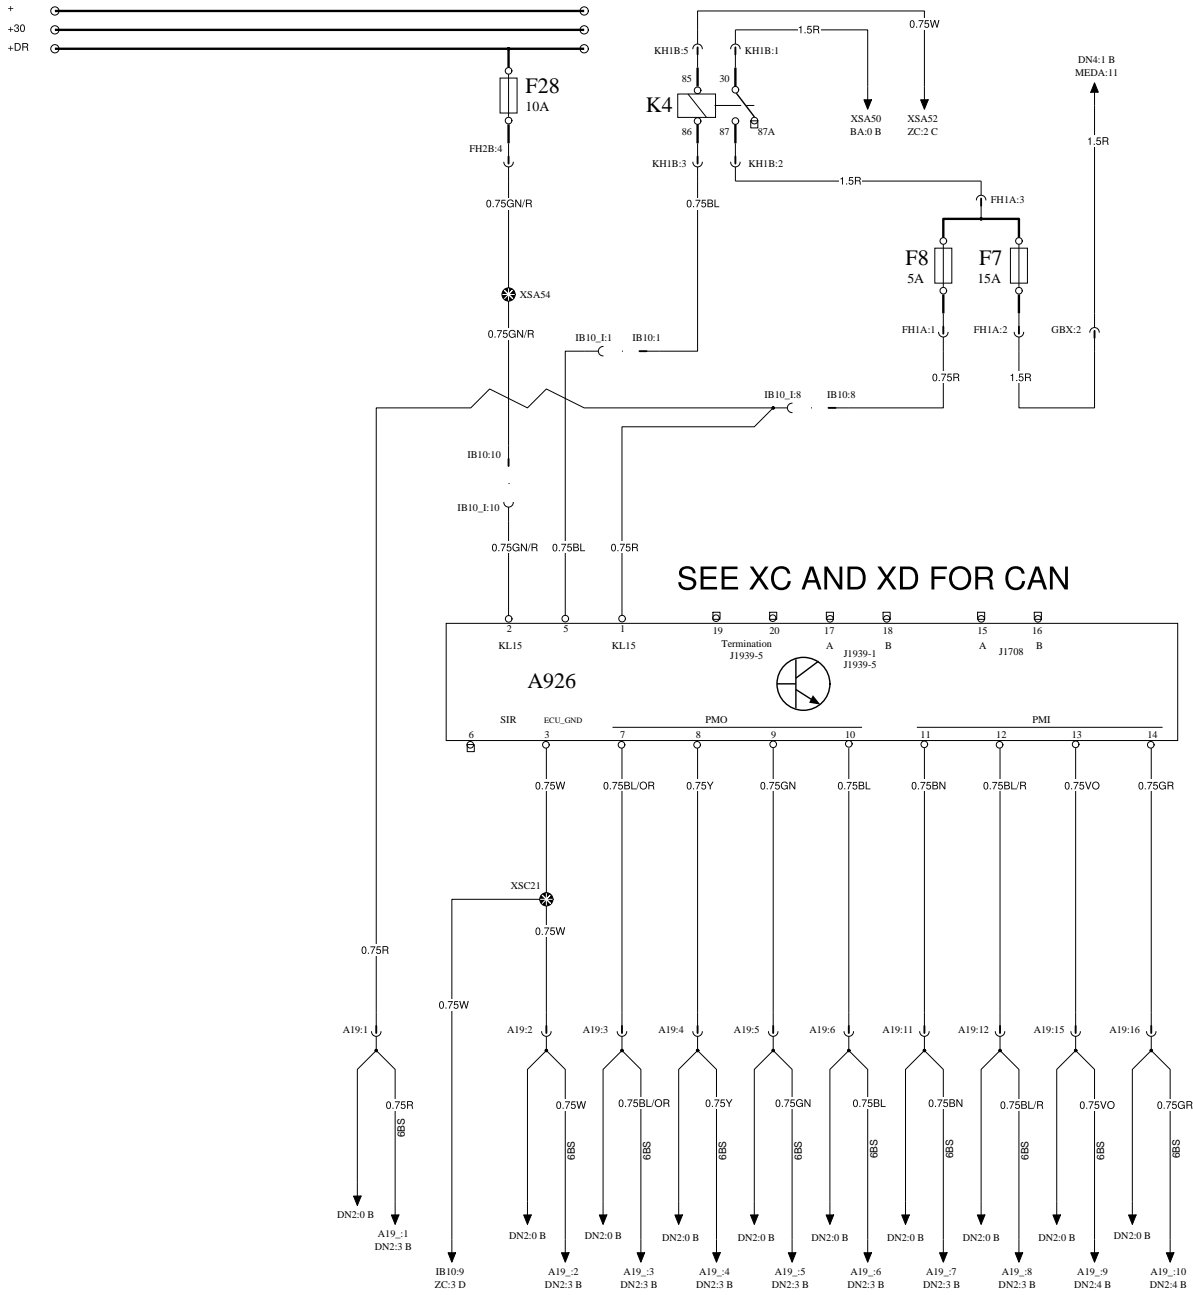 +
+30
+DR
F28
10A
FH2B:4
0.75GN/R
XSA54
0.75GN/R
IB10:10
IB10_I:10
0.75GN/R
0.75W
1.5R
KH1B:5
KH1B:1
85
30
K4
86
87
87A
KH1B:3
KH1B:2
XSA50
BA:0 B
XSA52
ZC:2 C
DN4:1 B
MEDA:11
1.5R
1.5R
0.75BL
FH1A:3
F8
5A
F7
15A
FH1A:1
FH1A:2
GBX:2
IB10_I:1
IB10:1
0.75R
1.5R
IB10_I:8
IB10:8
0.75BL
0.75R
SEE XC AND XD FOR CAN
2
5
1
19
20
17
18
15
16
KL15
KL15
Termination
J1939-5
A
J1939-1
J1939-5
B
A
J1708
B
A926
SIR
ECU_GND
PMO
PMI
6
3
7
8
9
10
11
12
13
14
0.75W
0.75BL/OR
0.75Y
0.75GN
0.75BL
0.75BN
0.75BL/R
0.75VO
0.75GR
XSC21
0.75W
0.75R
0.75W
A19:1
A19:2
A19:3
A19:4
A19:5
A19:6
A19:11
A19:12
A19:15
A19:16
0.75R
0.75W
0.75BL/OR
0.75Y
0.75GN
0.75BL
0.75BN
0.75BL/R
0.75VO
0.75GR
6BS
6BS
6BS
6BS
6BS
6BS
6BS
6BS
6BS
6BS
DN2:0 B
A19_:1
DN2:3 B
DN2:0 B
DN2:0 B
DN2:0 B
DN2:0 B
DN2:0 B
DN2:0 B
DN2:0 B
DN2:0 B
DN2:0 B
IB10:9
ZC:3 D
A19_:2
DN2:3 B
A19_:3
DN2:3 B
A19_:4
DN2:3 B
A19_:5
DN2:3 B
A19_:6
DN2:3 B
A19_:7
DN2:3 B
A19_:8
DN2:3 B
A19_:9
DN2:4 B
A19_:10
DN2:4 B